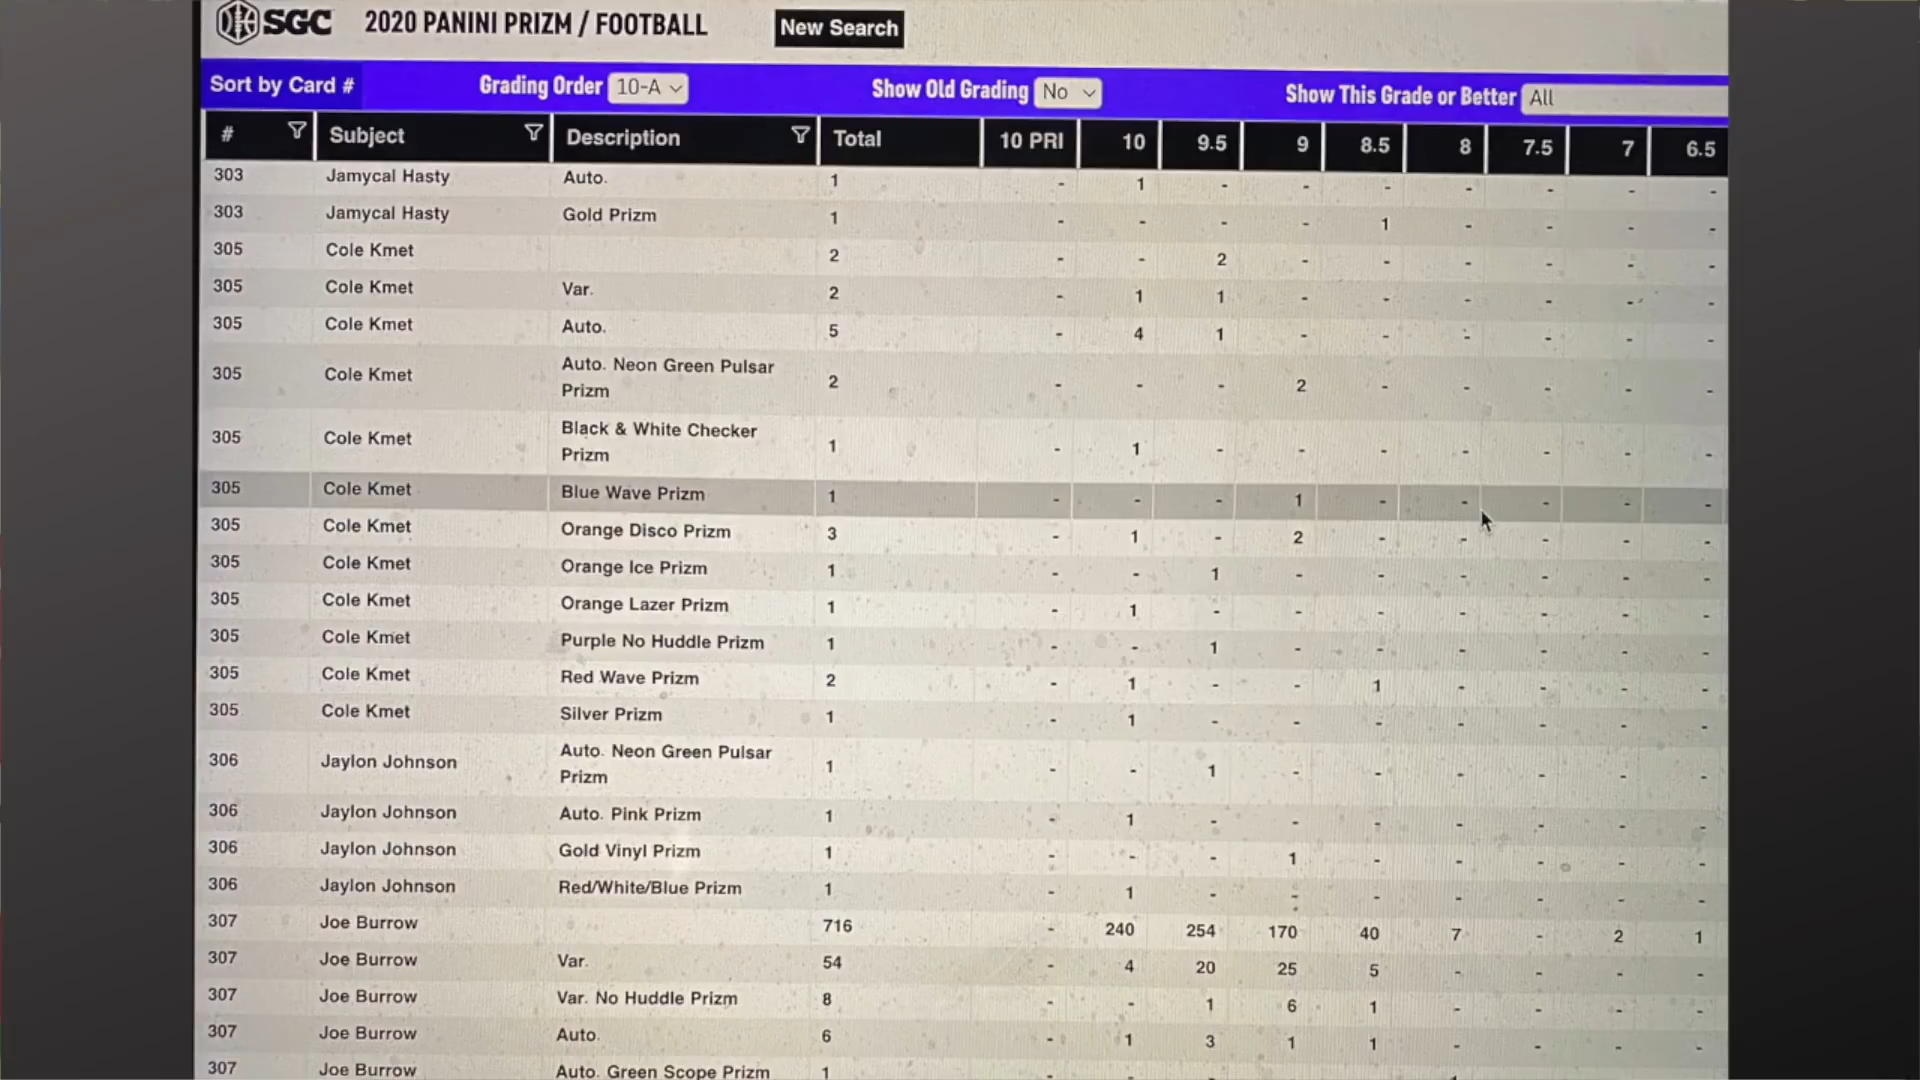 SGC 2020 PANINI PRIZM / FOOTBALL New Search
Sort by Card # Grading Order 10-A Show Old Grading No Show This Grade or Better All
# Subject Description Total 10 PRI 10 9.5 9 8.5 8 7.5 7 6.5
303 Jamycal Hasty Auto. 1 - 1 - - - - - - -
303 Jamycal Hasty Gold Prizm 1 - - - - 1 - - - -
305 Cole Kmet 2 - - 2 - - - - - -
305 Cole Kmet Var. 2 - 1 1 - - - - - -
305 Cole Kmet Auto. 5 - 4 1 - - - - - -
305 Cole Kmet Auto. Neon Green Pulsar 2 - - - 2 - - - - -
Prizm
305 Cole Kmet Black & White Checker 1 - 1 - - - - - - -
Prizm
305 Cole Kmet Blue Wave Prizm 1 - - - 1 - - - - -
305 Cole Kmet Orange Disco Prizm 3 - 1 - 2 - - - - -
305 Cole Kmet Orange Ice Prizm 1 - - 1 - - - - - -
305 Cole Kmet Orange Lazer Prizm 1 - 1 - - - - - - -
305 Cole Kmet Purple No Huddle Prizm 1 - - 1 - - - - - -
305 Cole Kmet Red Wave Prizm 2 - 1 - - 1 - - - -
305 Cole Kmet Silver Prizm 1 - 1 - - - - - - -
306 Jaylon Johnson Auto. Neon Green Pulsar 1 - - 1 - - - - - -
Prizm
306 Jaylon Johnson Auto. Pink Prizm 1 - 1 - - - - - - -
306 Jaylon Johnson Gold Vinyl Prizm 1 - - - 1 - - - - -
306 Jaylon Johnson Red/White/Blue Prizm 1 - 1 - - - - - - -
307 Joe Burrow 716 - 240 254 170 40 7 - 2 1
307 Joe Burrow Var. 54 - 4 20 25 5 - - - -
307 Joe Burrow Var. No Huddle Prizm 8 - - 1 6 1 - - - -
307 Joe Burrow Auto. 6 - 1 3 1 1 - - - -
307 Joe Burrow Auto. Green Scope Prizm 1